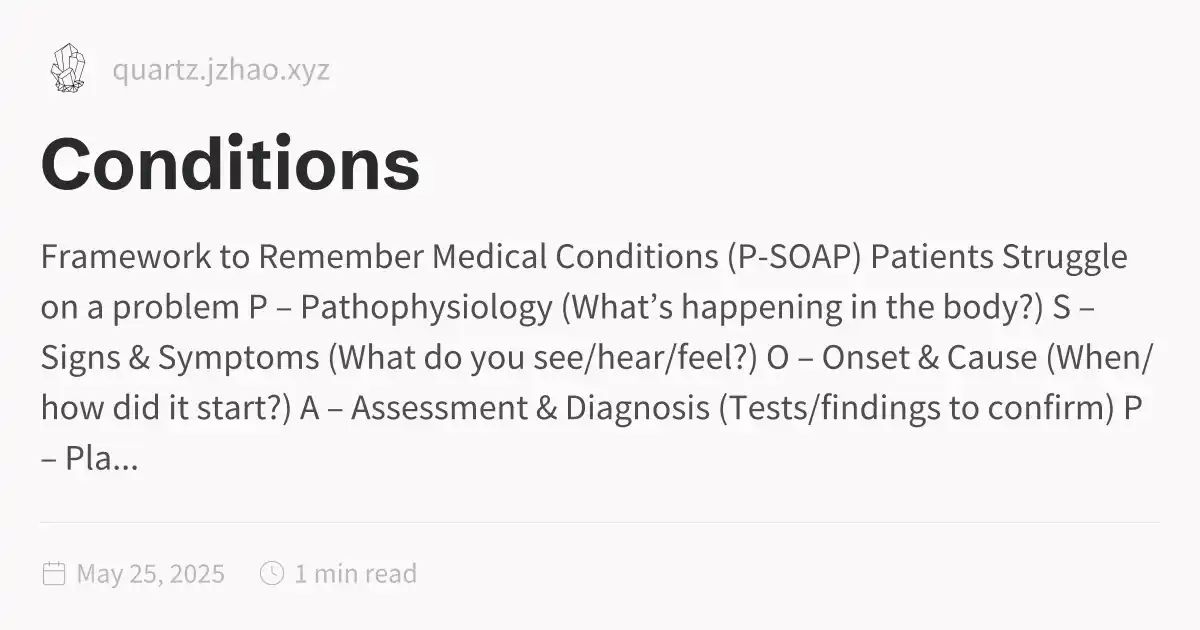 quartz.jzhao.xyz
Conditions
Framework to Remember Medical Conditions (P-SOAP) Patients Struggle
on a problem P – Pathophysiology (What’s happening in the body?) S –
Signs & Symptoms (What do you see/hear/feel?) O – Onset & Cause (When/
how did it start?) A – Assessment & Diagnosis (Tests/findings to confirm) P
– Pla...
May 25, 2025 1 min read